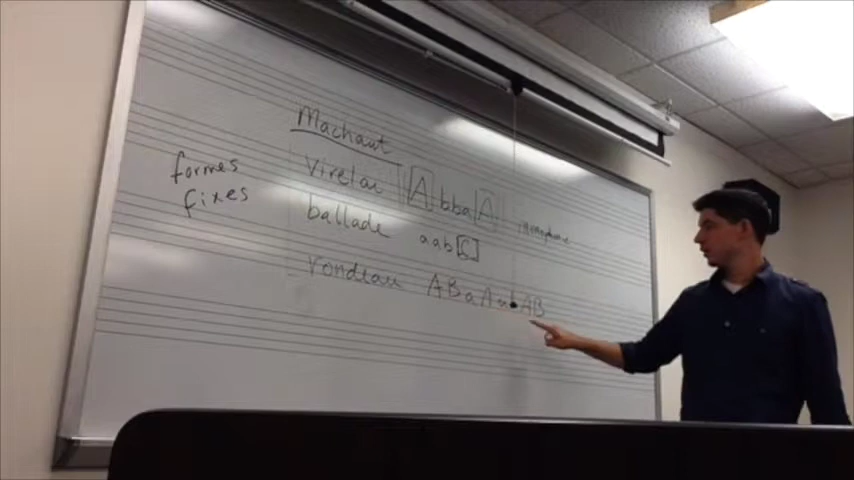 Machaut
formes
fixes
virelai A bba A
ballade aab [C]
rondeau ABaAabAB